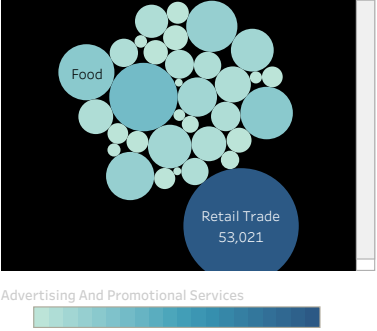 Food
Retail Trade
53,021
Advertising And Promotional Services